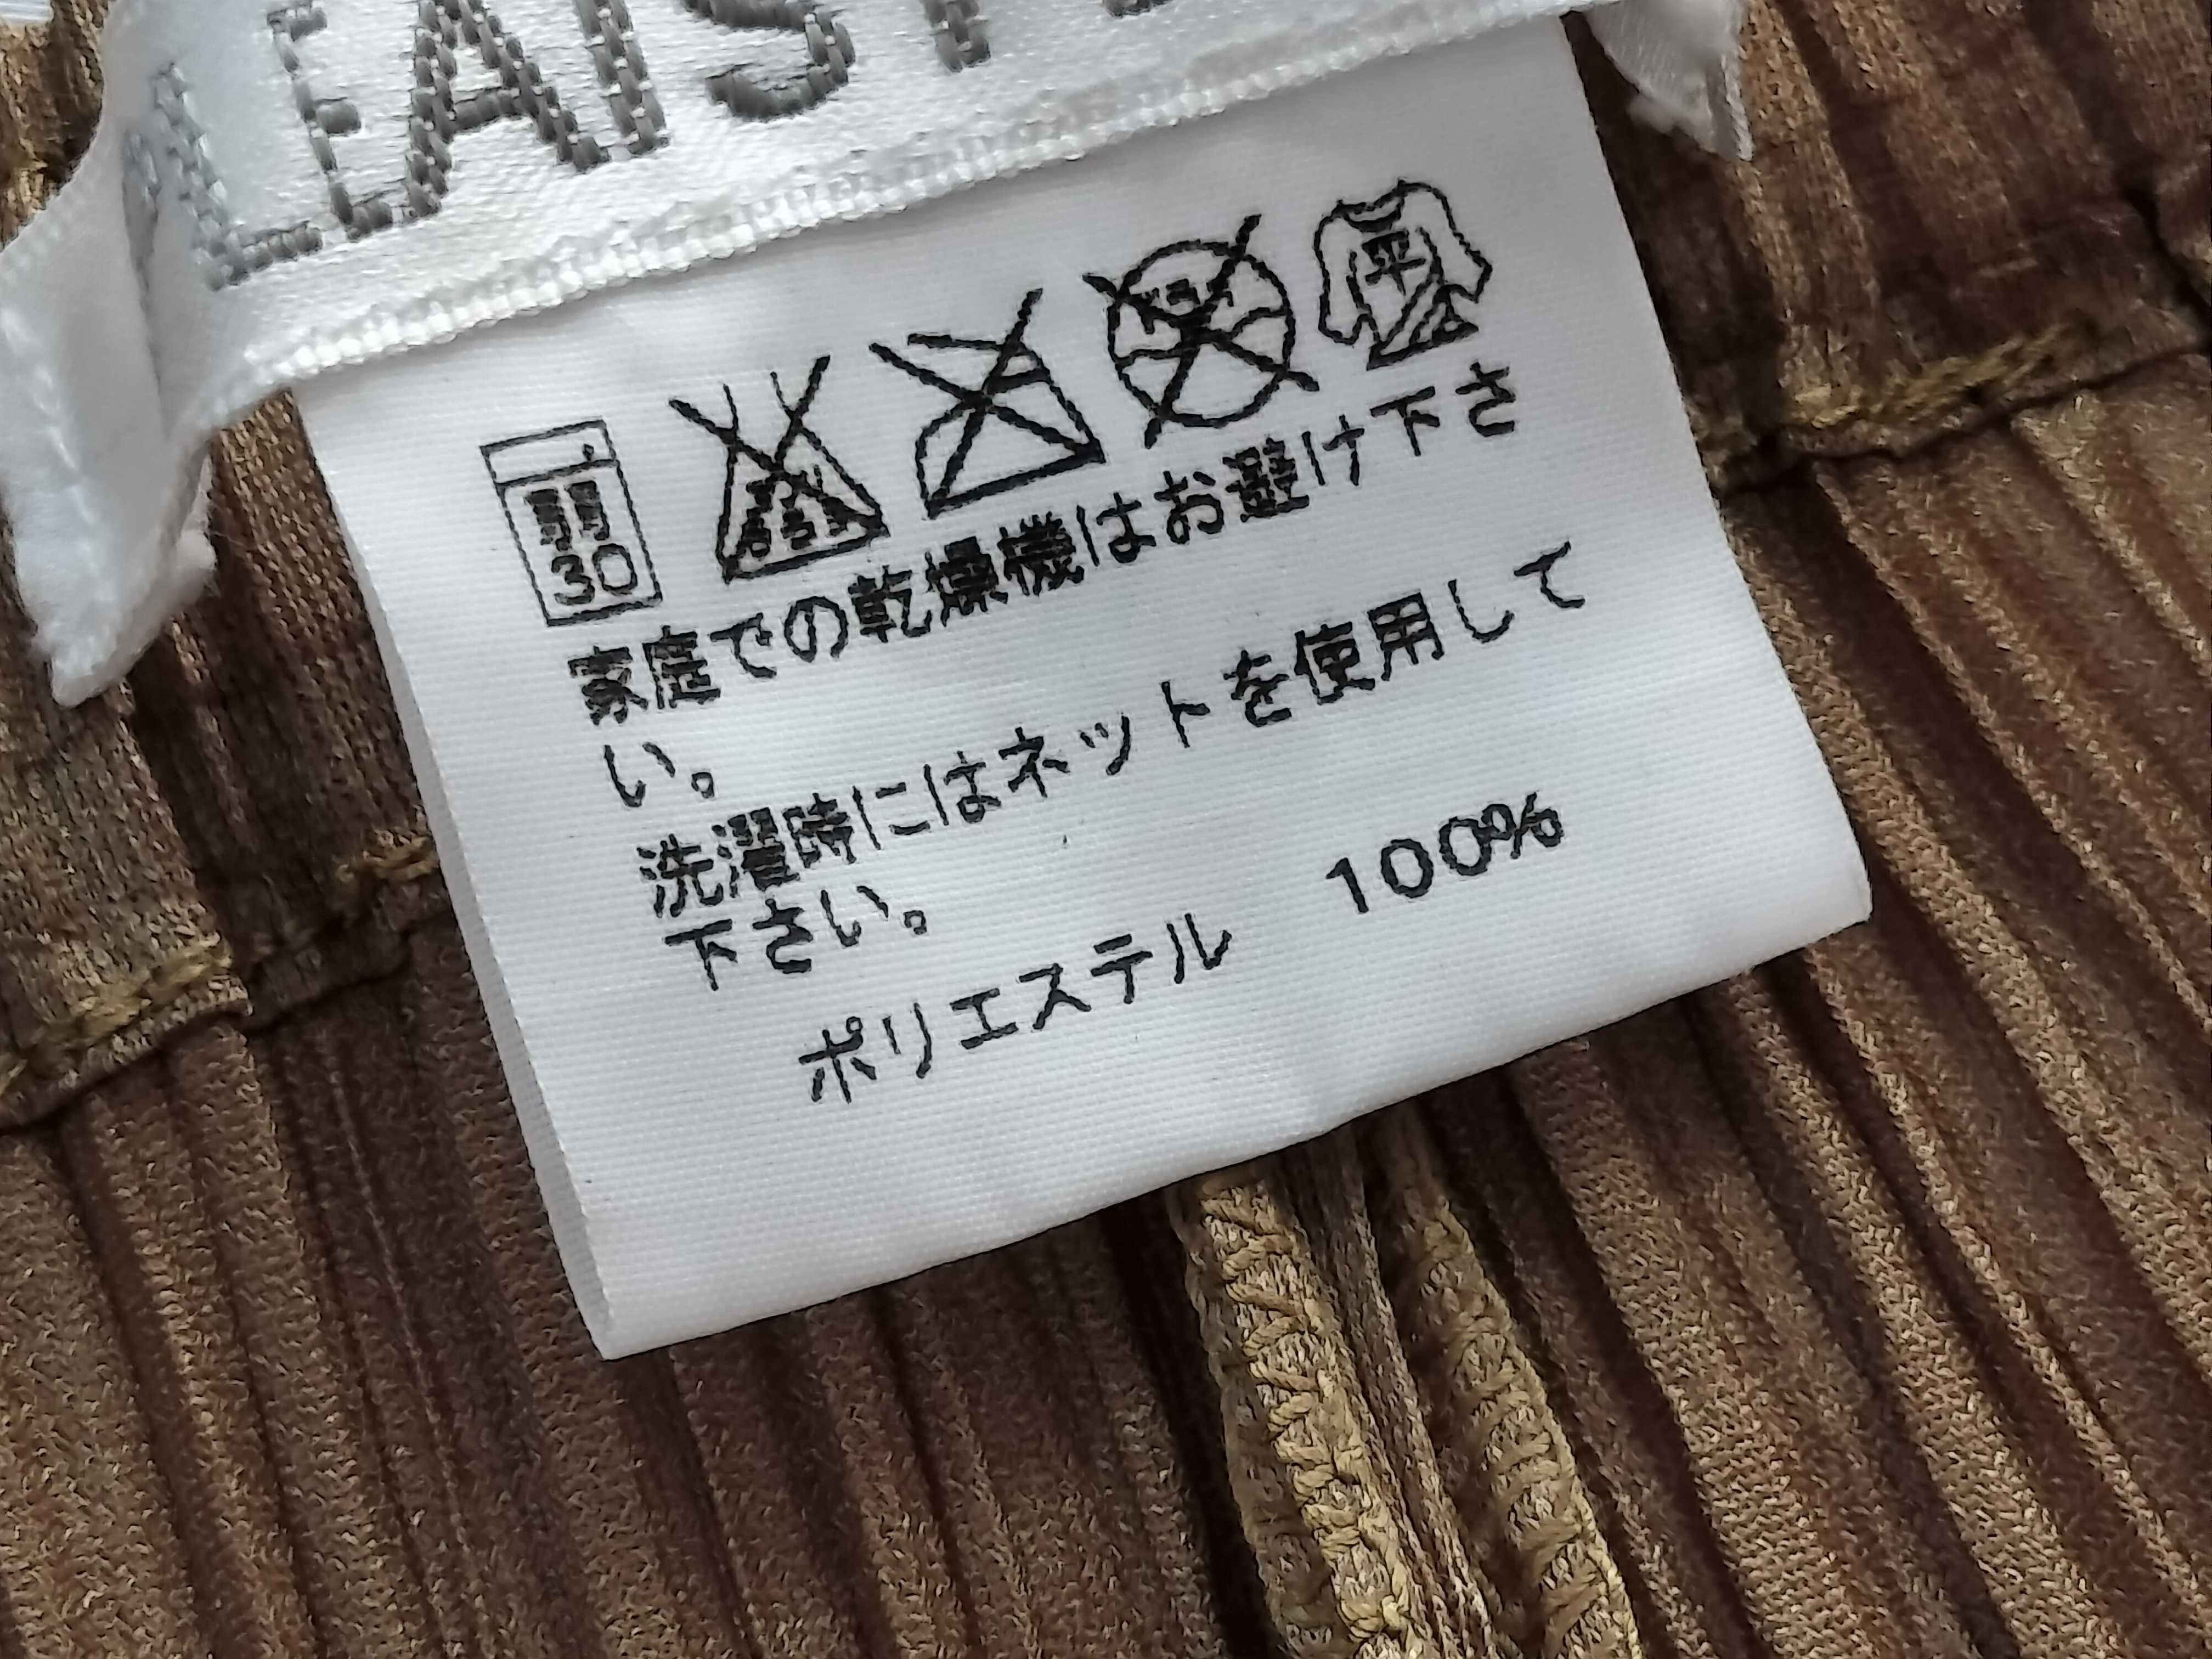 30
平
家庭での乾燥機はお避け下さ
い。
洗濯時にはネットを使用して
下さい。
ポリエステル 100%